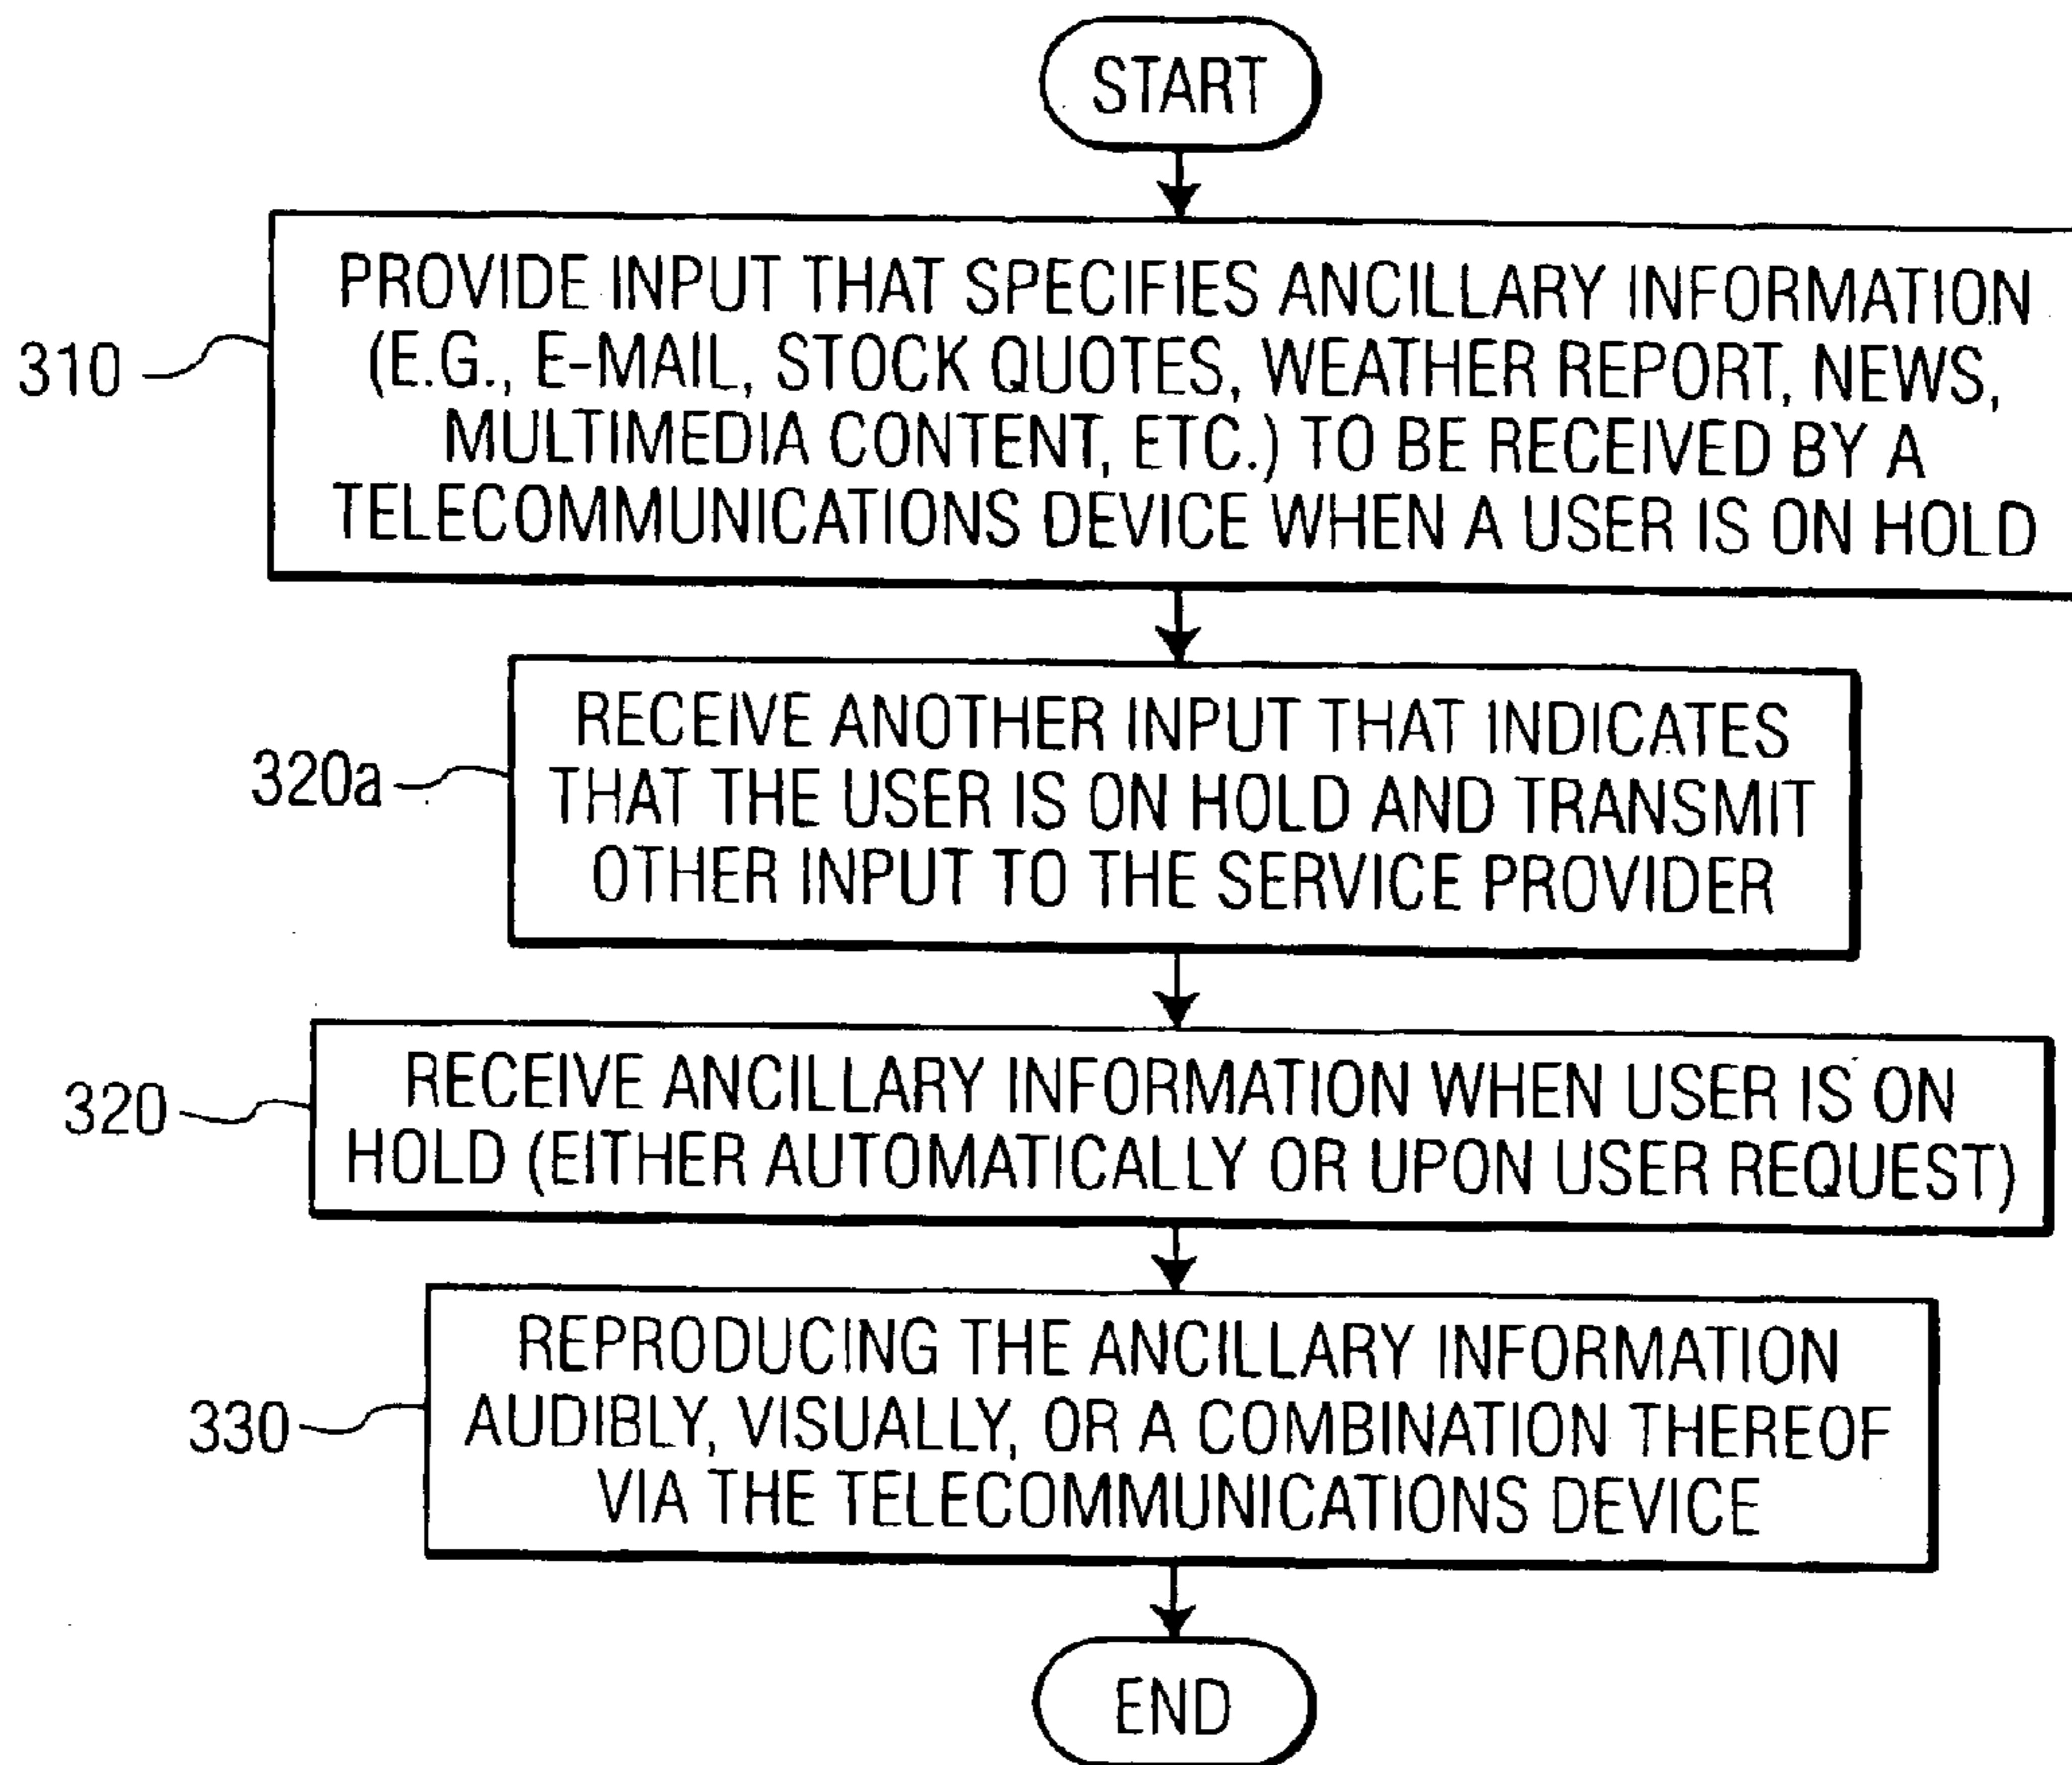 START
PROVIDE INPUT THAT SPECIFIES ANCILLARY INFORMATION
(E.G., E-MAIL, STOCK QUOTES, WEATHER REPORT, NEWS,
MULTIMEDIA CONTENT, ETC.) TO BE RECEIVED BY A
TELECOMMUNICATIONS DEVICE WHEN A USER IS ON HOLD
310
RECEIVE ANOTHER INPUT THAT INDICATES
THAT THE USER IS ON HOLD AND TRANSMIT
OTHER INPUT TO THE SERVICE PROVIDER
320a
RECEIVE ANCILLARY INFORMATION WHEN USER IS ON
HOLD (EITHER AUTOMATICALLY OR UPON USER REQUEST)
320
REPRODUCING THE ANCILLARY INFORMATION
AUDIBLY, VISUALLY, OR A COMBINATION THEREOF
VIA THE TELECOMMUNICATIONS DEVICE
330
END